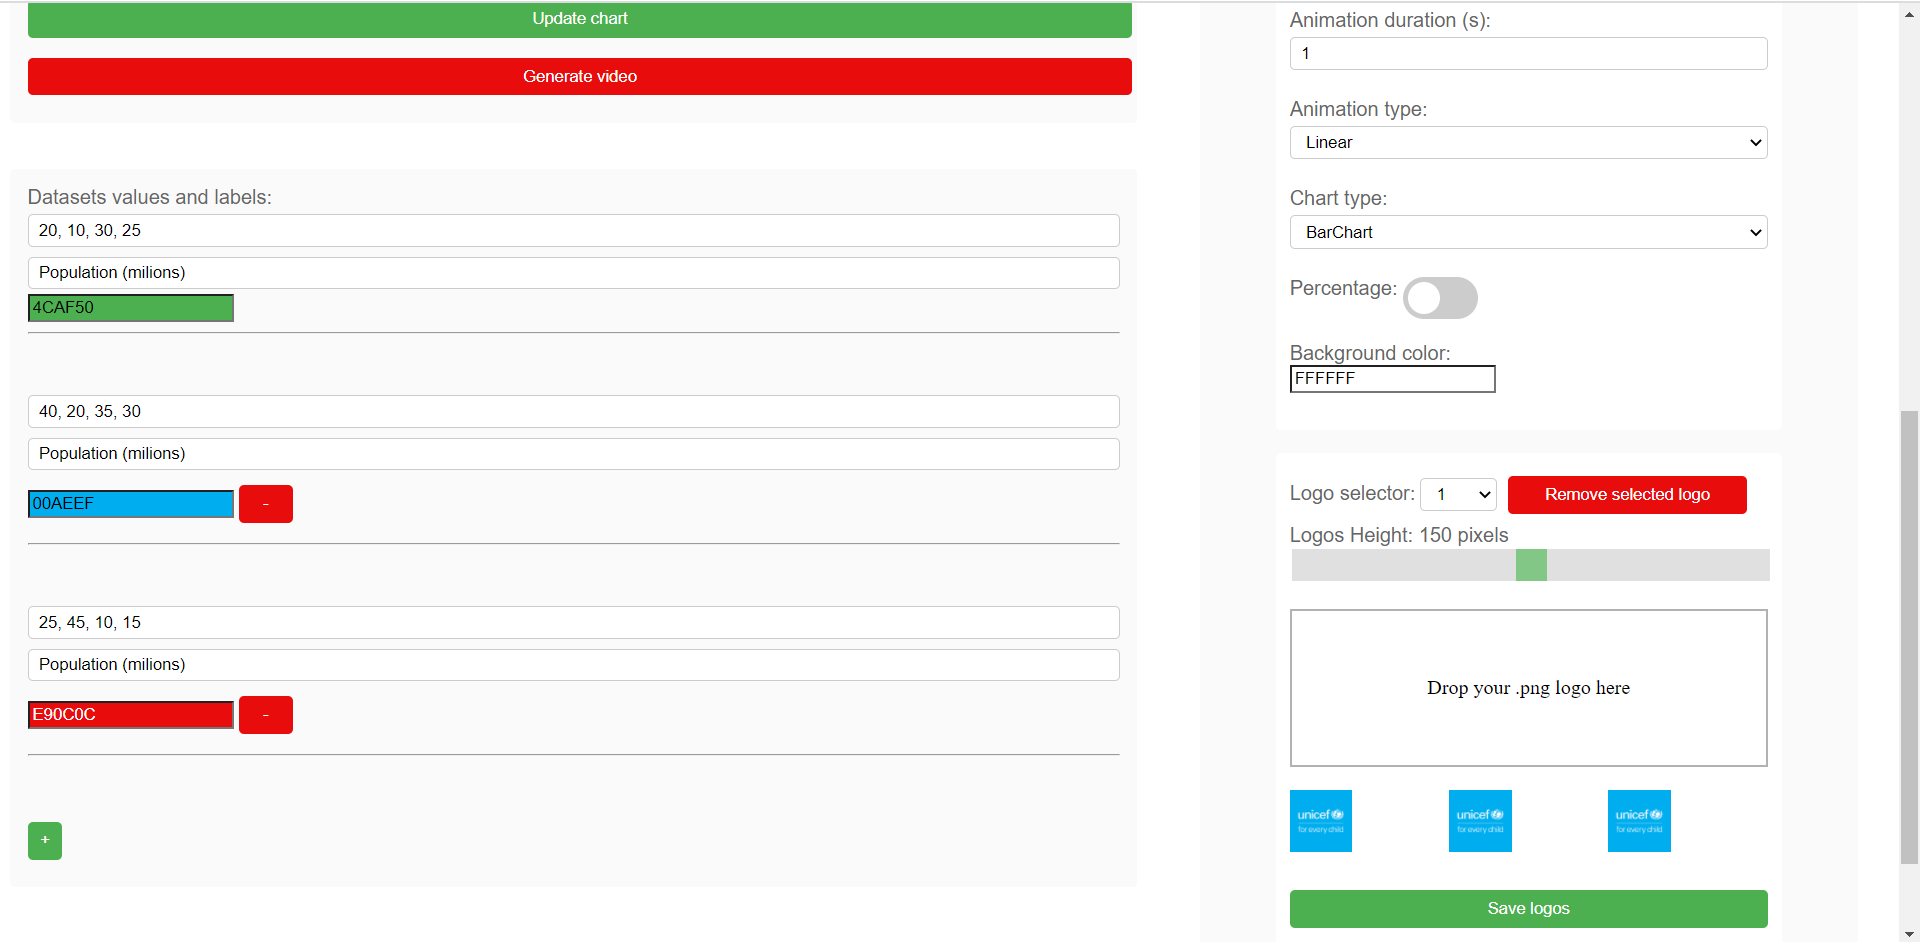 Update chart
Generate video
Datasets values and labels:
20, 10, 30, 25
Population (milions)
4CAF50
40, 20, 35, 30
Population (milions)
00AEEF
-
25, 45, 10, 15
Population (milions)
E90C0C
-
+
Animation duration (s):
1
Animation type:
Linear
Chart type:
BarChart
Percentage:
Background color:
FFFFFF
Logo selector: 1 Remove selected logo
Logos Height: 150 pixels
Drop your .png logo here
unicef
for every child
unicef
for every child
unicef
for every child
Save logos